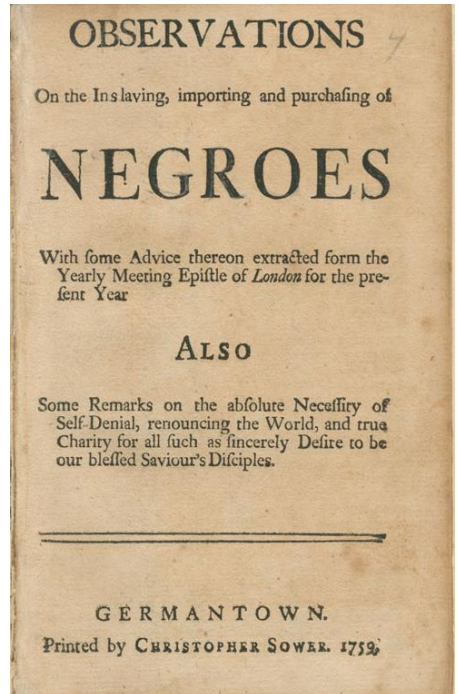 OBSERVATIONS
On the Inslaving, importing and purchaſing of
NEGROES
With ſome Advice thereon extracted form the
Yearly Meeting Epiſtle of London for the pre-
ſent Year
ALSO
Some Remarks on the abſolute Neceſſity of
Self-Denial, renouncing the World, and true
Charity for all ſuch as ſincerely Deſire to be
our bleſſed Saviour's Diſciples.
GERMANTOWN.
Printed by CHRISTOPHER SOWER. 1759.